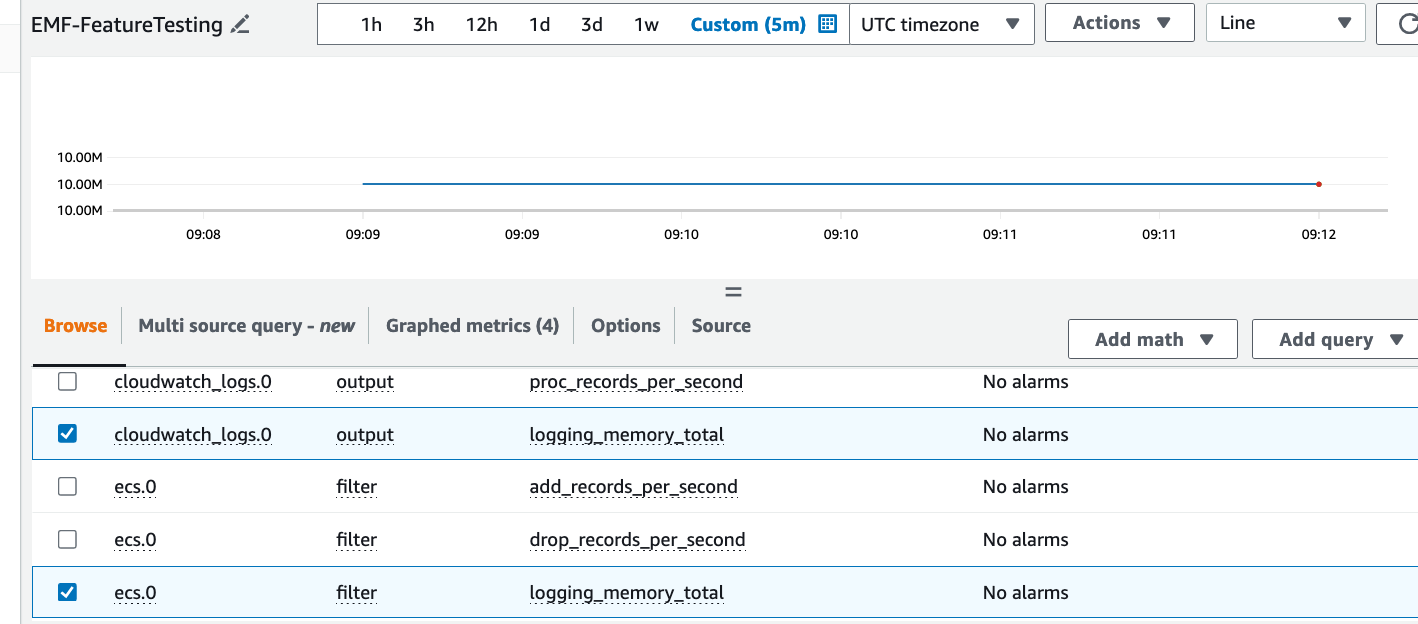 EMF-FeatureTesting 1h 3h 12h 1d 3d 1w Custom (5m) UTC timezone Actions Line
10.00M
10.00M
10.00M
09:08 09:09 09:09 09:10 09:10 09:11 09:11 09:12
Browse Multi source query - new Graphed metrics (4) Options Source
Add math Add query
cloudwatch_logs.0 output proc_records_per_second No alarms
cloudwatch_logs.0 output logging_memory_total No alarms
ecs.0 filter add_records_per_second No alarms
ecs.0 filter drop_records_per_second No alarms
ecs.0 filter logging_memory_total No alarms